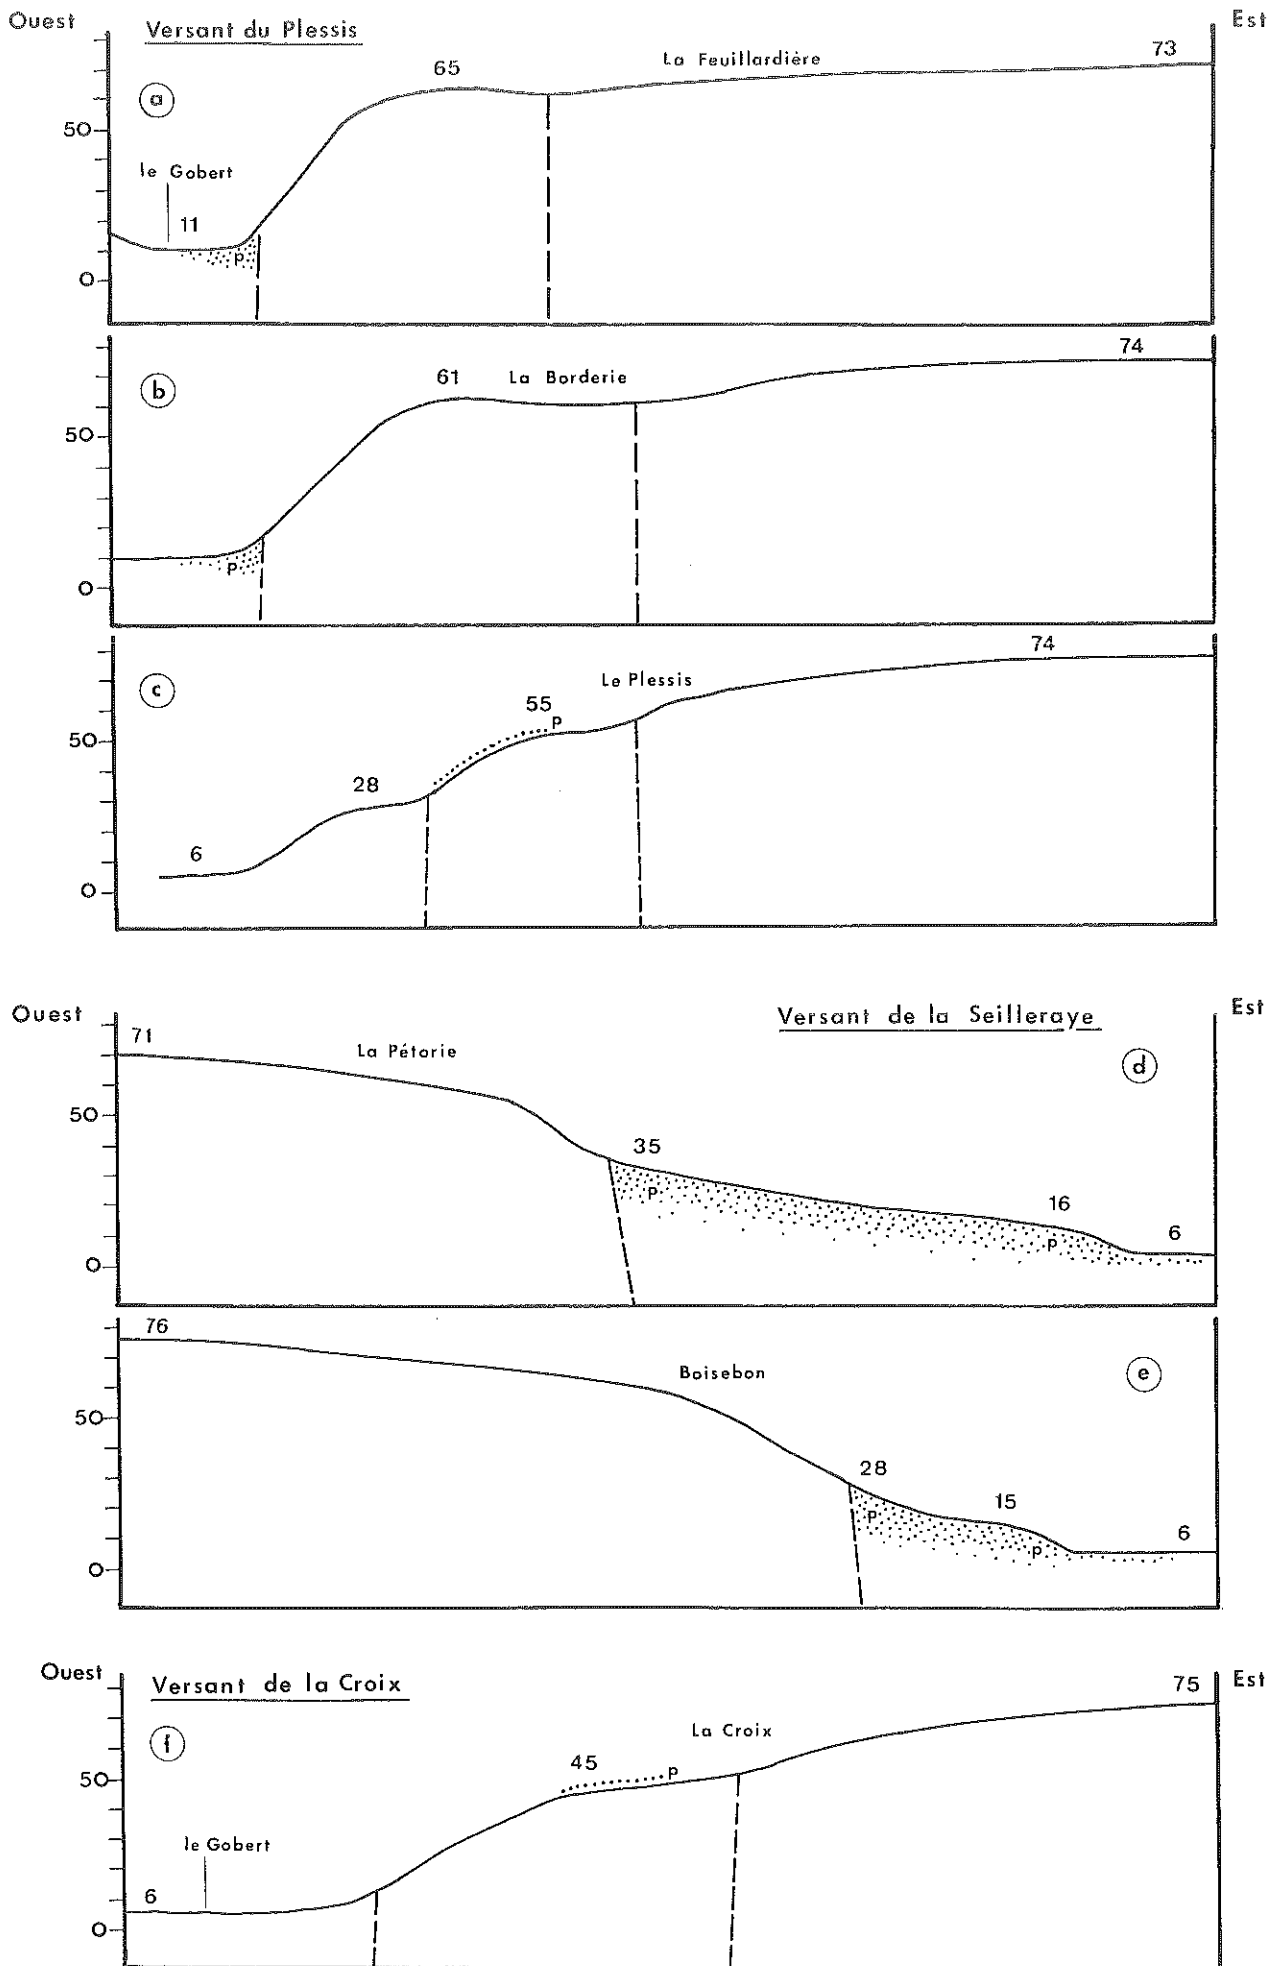 Ouest
Versant du Plessis
Est
a
65
La Feuillardière
73
50
le Gobert
11
p
0
b
61
La Borderie
74
50
p
0
c
55
p
Le Plessis
74
50
28
6
0
Ouest
Versant de la Seilleraye
Est
71
La Pétorie
d
50
35
p
16
p
6
0
76
Boisebon
e
50
28
p
15
p
6
0
Ouest
Versant de la Croix
Est
75
f
La Croix
45
p
50
le Gobert
6
0